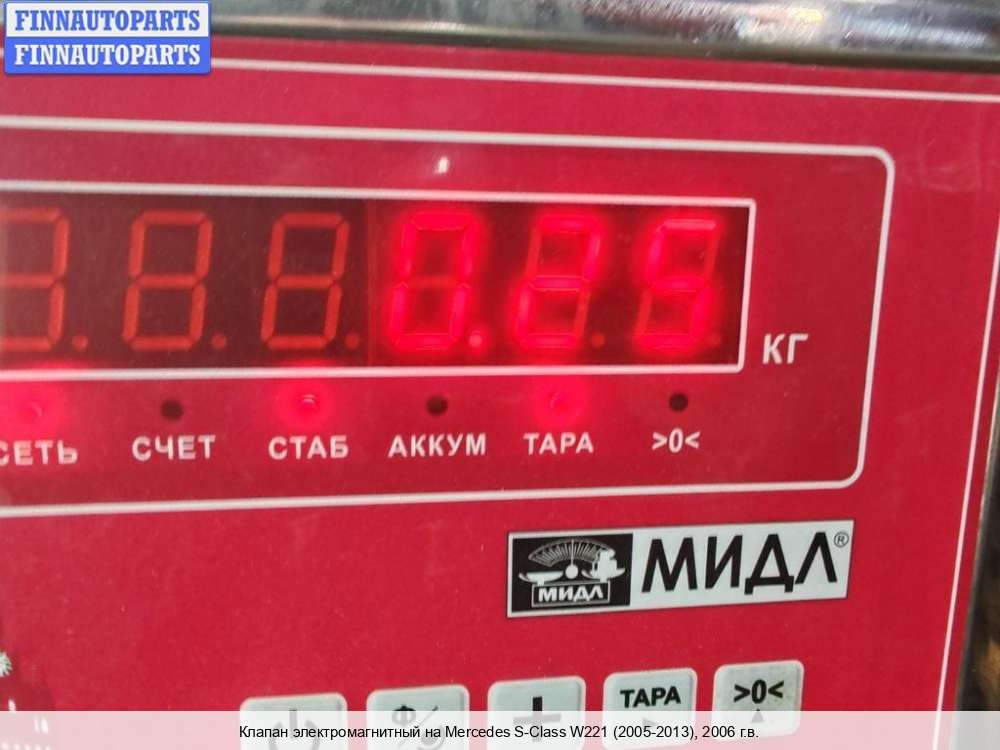 FINNAUTOPARTS
FINNAUTOPARTS
0.25
КГ
СЕТЬ СЧЕТ СТАБ АККУМ ТАРА >0<
МИДЛ МИДЛ®
Ф ТАРА >0<
Клапан электромагнитный на Mercedes S-Class W221 (2005-2013), 2006 г.в.